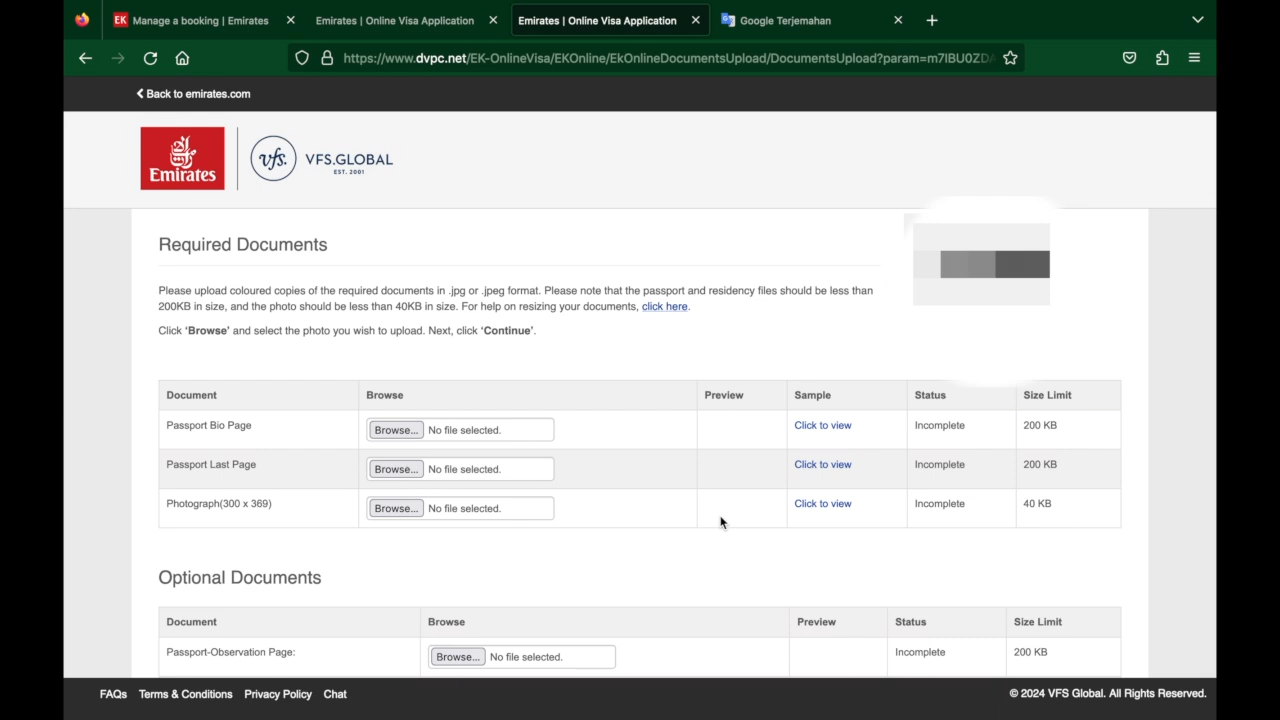 EK Manage a booking | Emirates
Emirates | Online Visa Application
Emirates | Online Visa Application
Google Terjemahan
https://www.dvpc.net/EK-OnlineVisa/EKOnline/EkOnlineDocumentsUpload/DocumentsUpload?param=m7IBU0ZD
Back to emirates.com
Emirates
vfs.
VFS.GLOBAL
EST. 2001
Required Documents
Please upload coloured copies of the required documents in .jpg or .jpeg format. Please note that the passport and residency files should be less than
200KB in size, and the photo should be less than 40KB in size. For help on resizing your documents, click here.
Click ‘Browse’ and select the photo you wish to upload. Next, click ‘Continue’.
Document Browse Preview Sample Status Size Limit
Passport Bio Page Browse... No file selected. Click to view Incomplete 200 KB
Passport Last Page Browse... No file selected. Click to view Incomplete 200 KB
Photograph(300 x 369) Browse... No file selected. Click to view Incomplete 40 KB
Optional Documents
Document Browse Preview Status Size Limit
Passport-Observation Page: Browse... No file selected. Incomplete 200 KB
FAQs Terms & Conditions Privacy Policy Chat © 2024 VFS Global. All Rights Reserved.